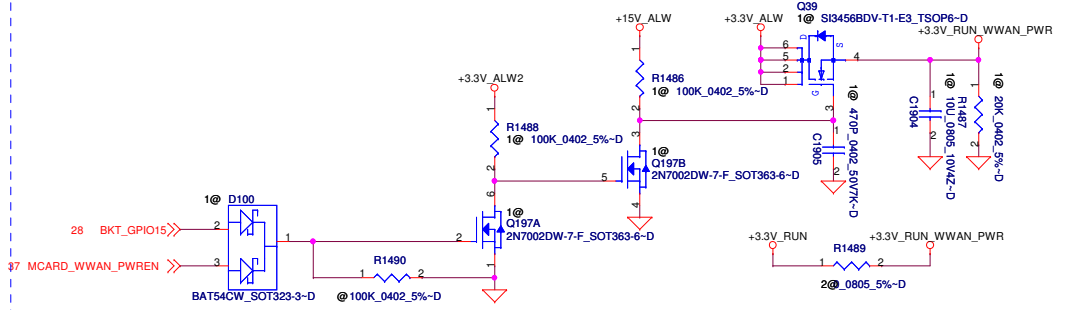 Q39
1@ SI3456BDV-T1-E3_TSOP6~D
+15V_ALW
+3.3V_ALW
+3.3V_RUN_WWAN_PWR
D
S
G
6
5
2
1
4
3
1
R1486
1@ 100K_0402_5%~D
2
+3.3V_ALW2
1
R1488
1@ 100K_0402_5%~D
2
1
2
C1905
1@ 470P_0402_50V7K~D
1
2
C1904
1@ 10U_0805_10V4Z~D
1
2
R1487
1@ 20K_0402_5%~D
3
1@
Q197B
2N7002DW-7-F_SOT363-6~D
5
4
6
1@
Q197A
2N7002DW-7-F_SOT363-6~D
2
1
1@ D100
28 BKT_GPIO15
2
1
37 MCARD_WWAN_PWREN
3
BAT54CW_SOT323-3~D
R1490
1 2
@ 100K_0402_5%~D
+3.3V_RUN
+3.3V_RUN_WWAN_PWR
R1489
1 2
2@0_0805_5%~D